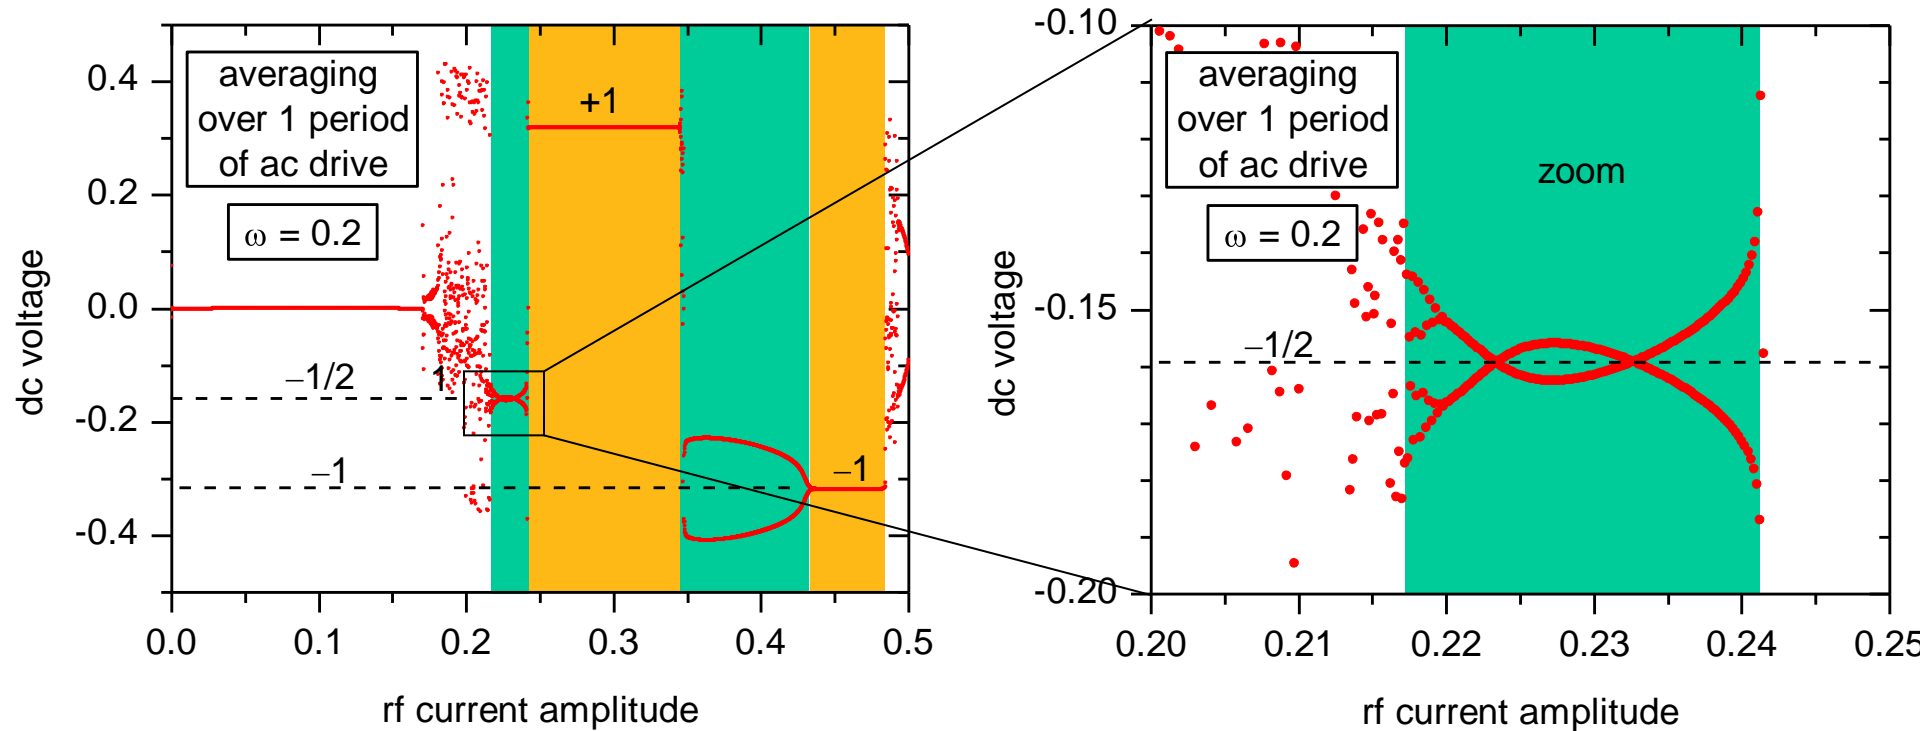 averaging
over 1 period
of ac drive
ω = 0.2
+1
−1/2
1
−1
−1
0.4
0.2
0.0
-0.2
-0.4
dc voltage
0.0 0.1 0.2 0.3 0.4 0.5
rf current amplitude
averaging
over 1 period
of ac drive
ω = 0.2
zoom
−1/2
-0.10
-0.15
-0.20
dc voltage
0.20 0.21 0.22 0.23 0.24 0.25
rf current amplitude